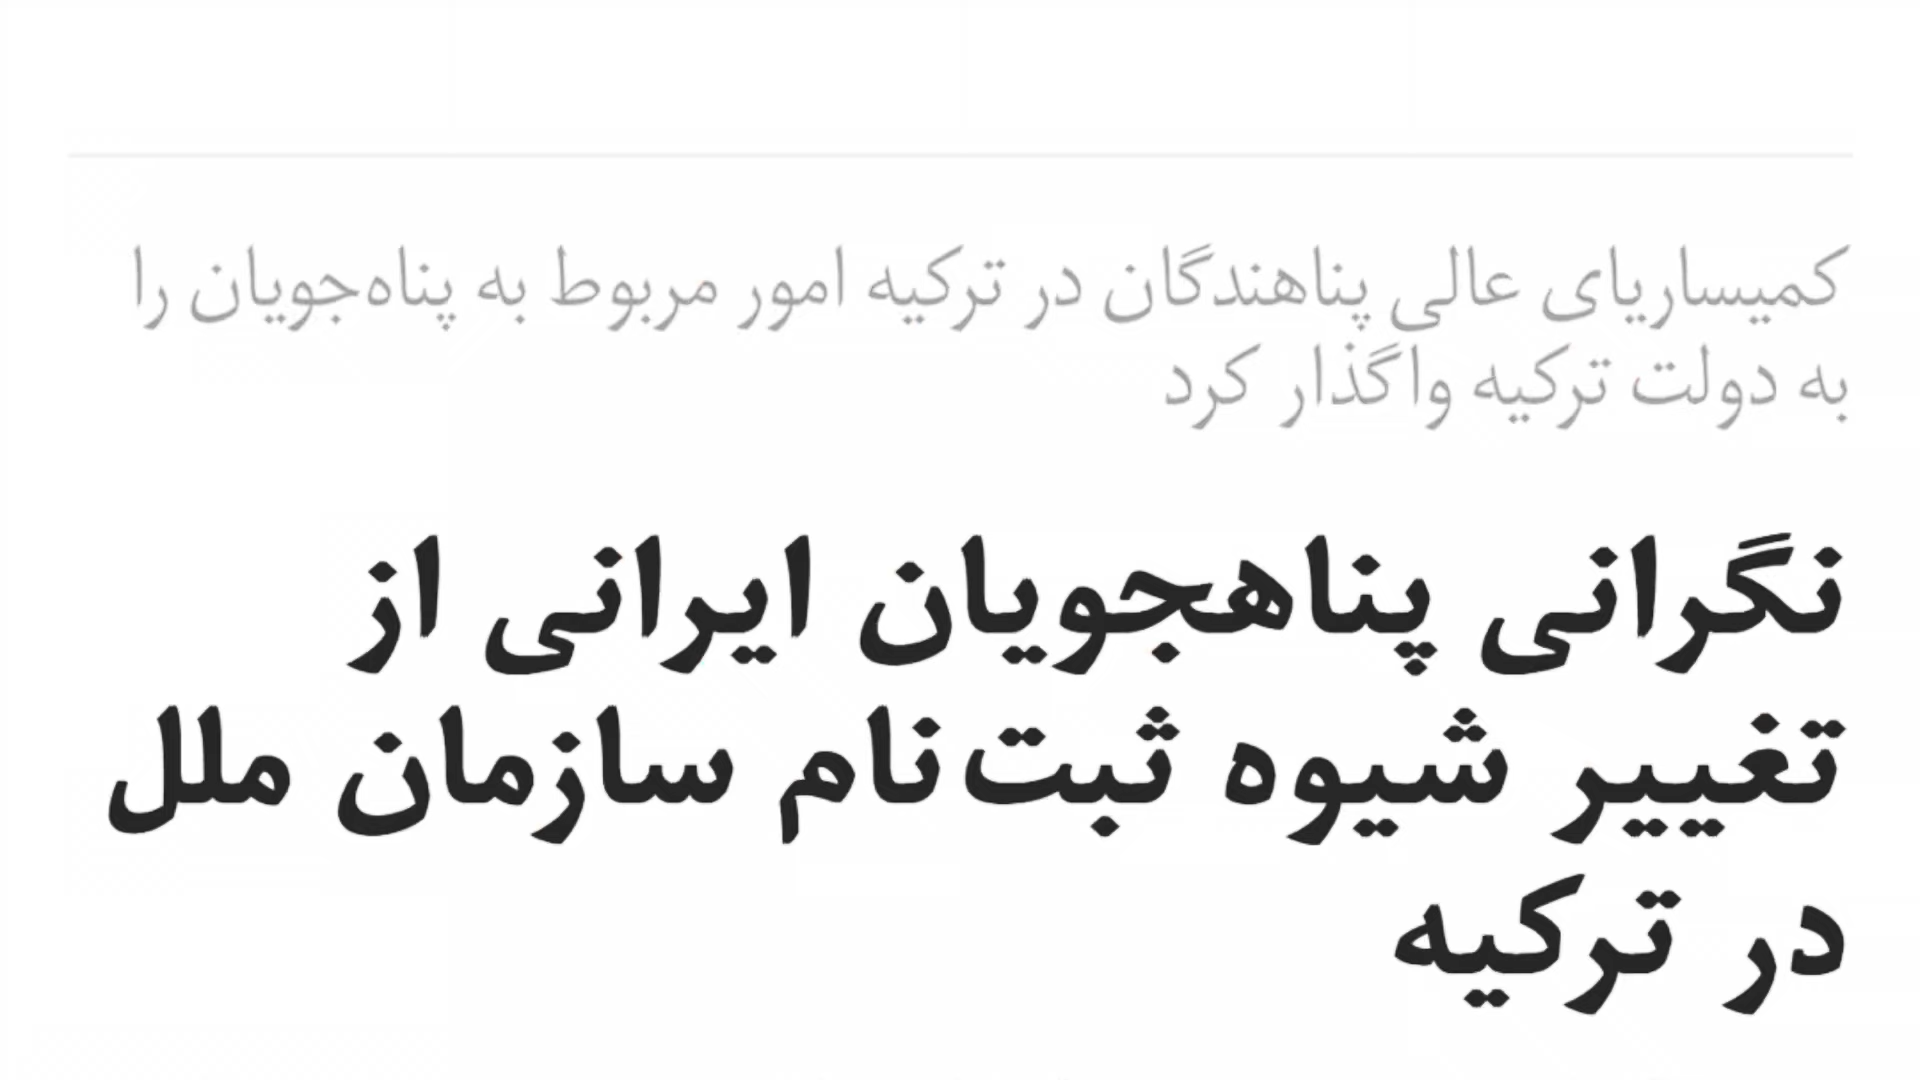 کمیساریای عالی پناهندگان در ترکیه امور مربوط به پناه‌جویان را
به دولت ترکیه واگذار کرد
نگرانی پناهجویان ایرانی از
تغییر شیوه ثبت‌نام سازمان ملل
در ترکیه